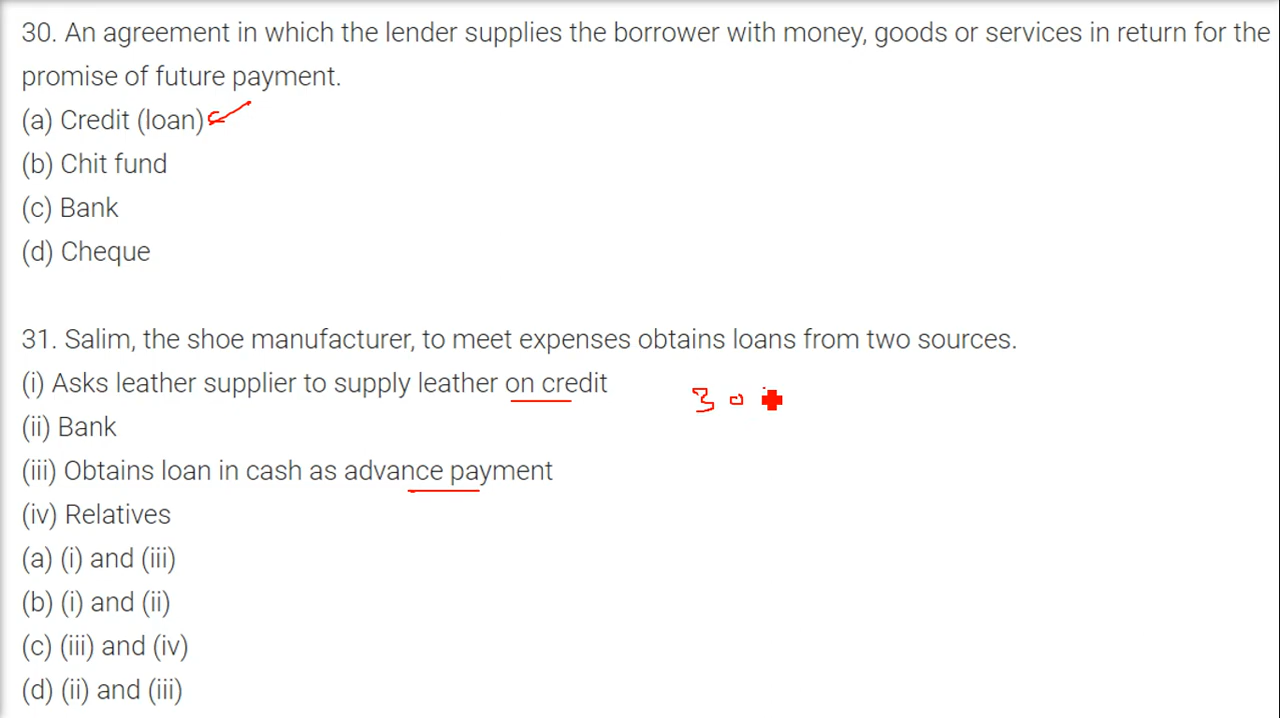 30. An agreement in which the lender supplies the borrower with money, goods or services in return for the
promise of future payment.
(a) Credit (loan)
(b) Chit fund
(c) Bank
(d) Cheque
31. Salim, the shoe manufacturer, to meet expenses obtains loans from two sources.
(i) Asks leather supplier to supply leather on credit
30
(ii) Bank
(iii) Obtains loan in cash as advance payment
(iv) Relatives
(a) (i) and (iii)
(b) (i) and (ii)
(c) (iii) and (iv)
(d) (ii) and (iii)